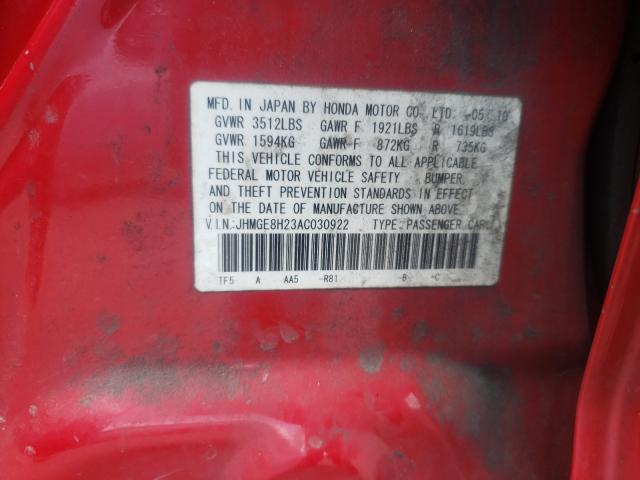 MFD. IN JAPAN BY HONDA MOTOR CO., LTD. 05 10
GVWR 3512LBS GAWR F 1921LBS R 1619LBS
GVWR 1594KG GAWR-F 872KG R 735KG
THIS VEHICLE CONFORMS TO ALL APPLICABLE
FEDERAL MOTOR VEHICLE SAFETY, BUMPER,
AND THEFT PREVENTION STANDARDS IN EFFECT
ON THE DATE OF MANUFACTURE SHOWN ABOVE.
V.I.N.:JHMGE8H23AC030922 TYPE:PASSENGER CAR
TF5 A AA5 -R81 -B -C